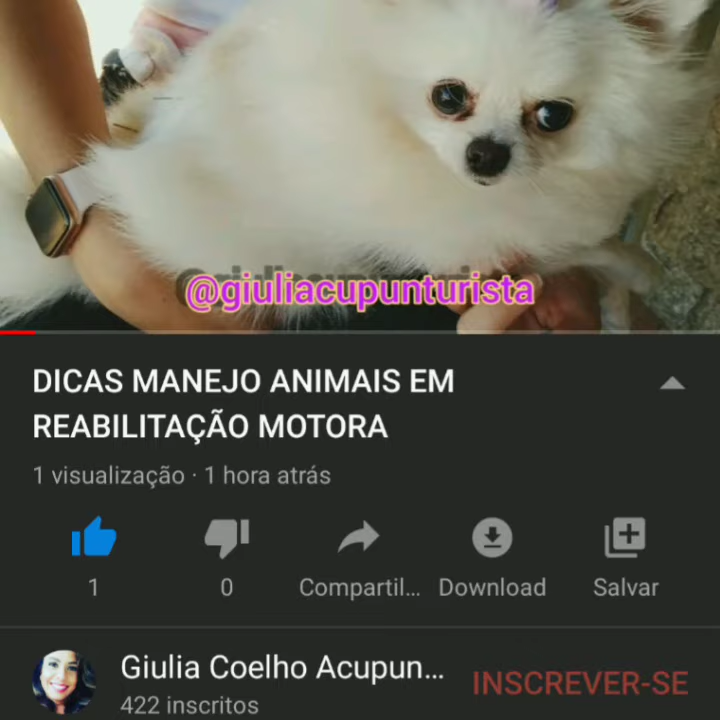 @giuliacupunturista
DICAS MANEJO ANIMAIS EM
REABILITAÇÃO MOTORA
1 visualização · 1 hora atrás
1 0 Compartil... Download Salvar
Giulia Coelho Acupun... INSCREVER-SE
422 inscritos